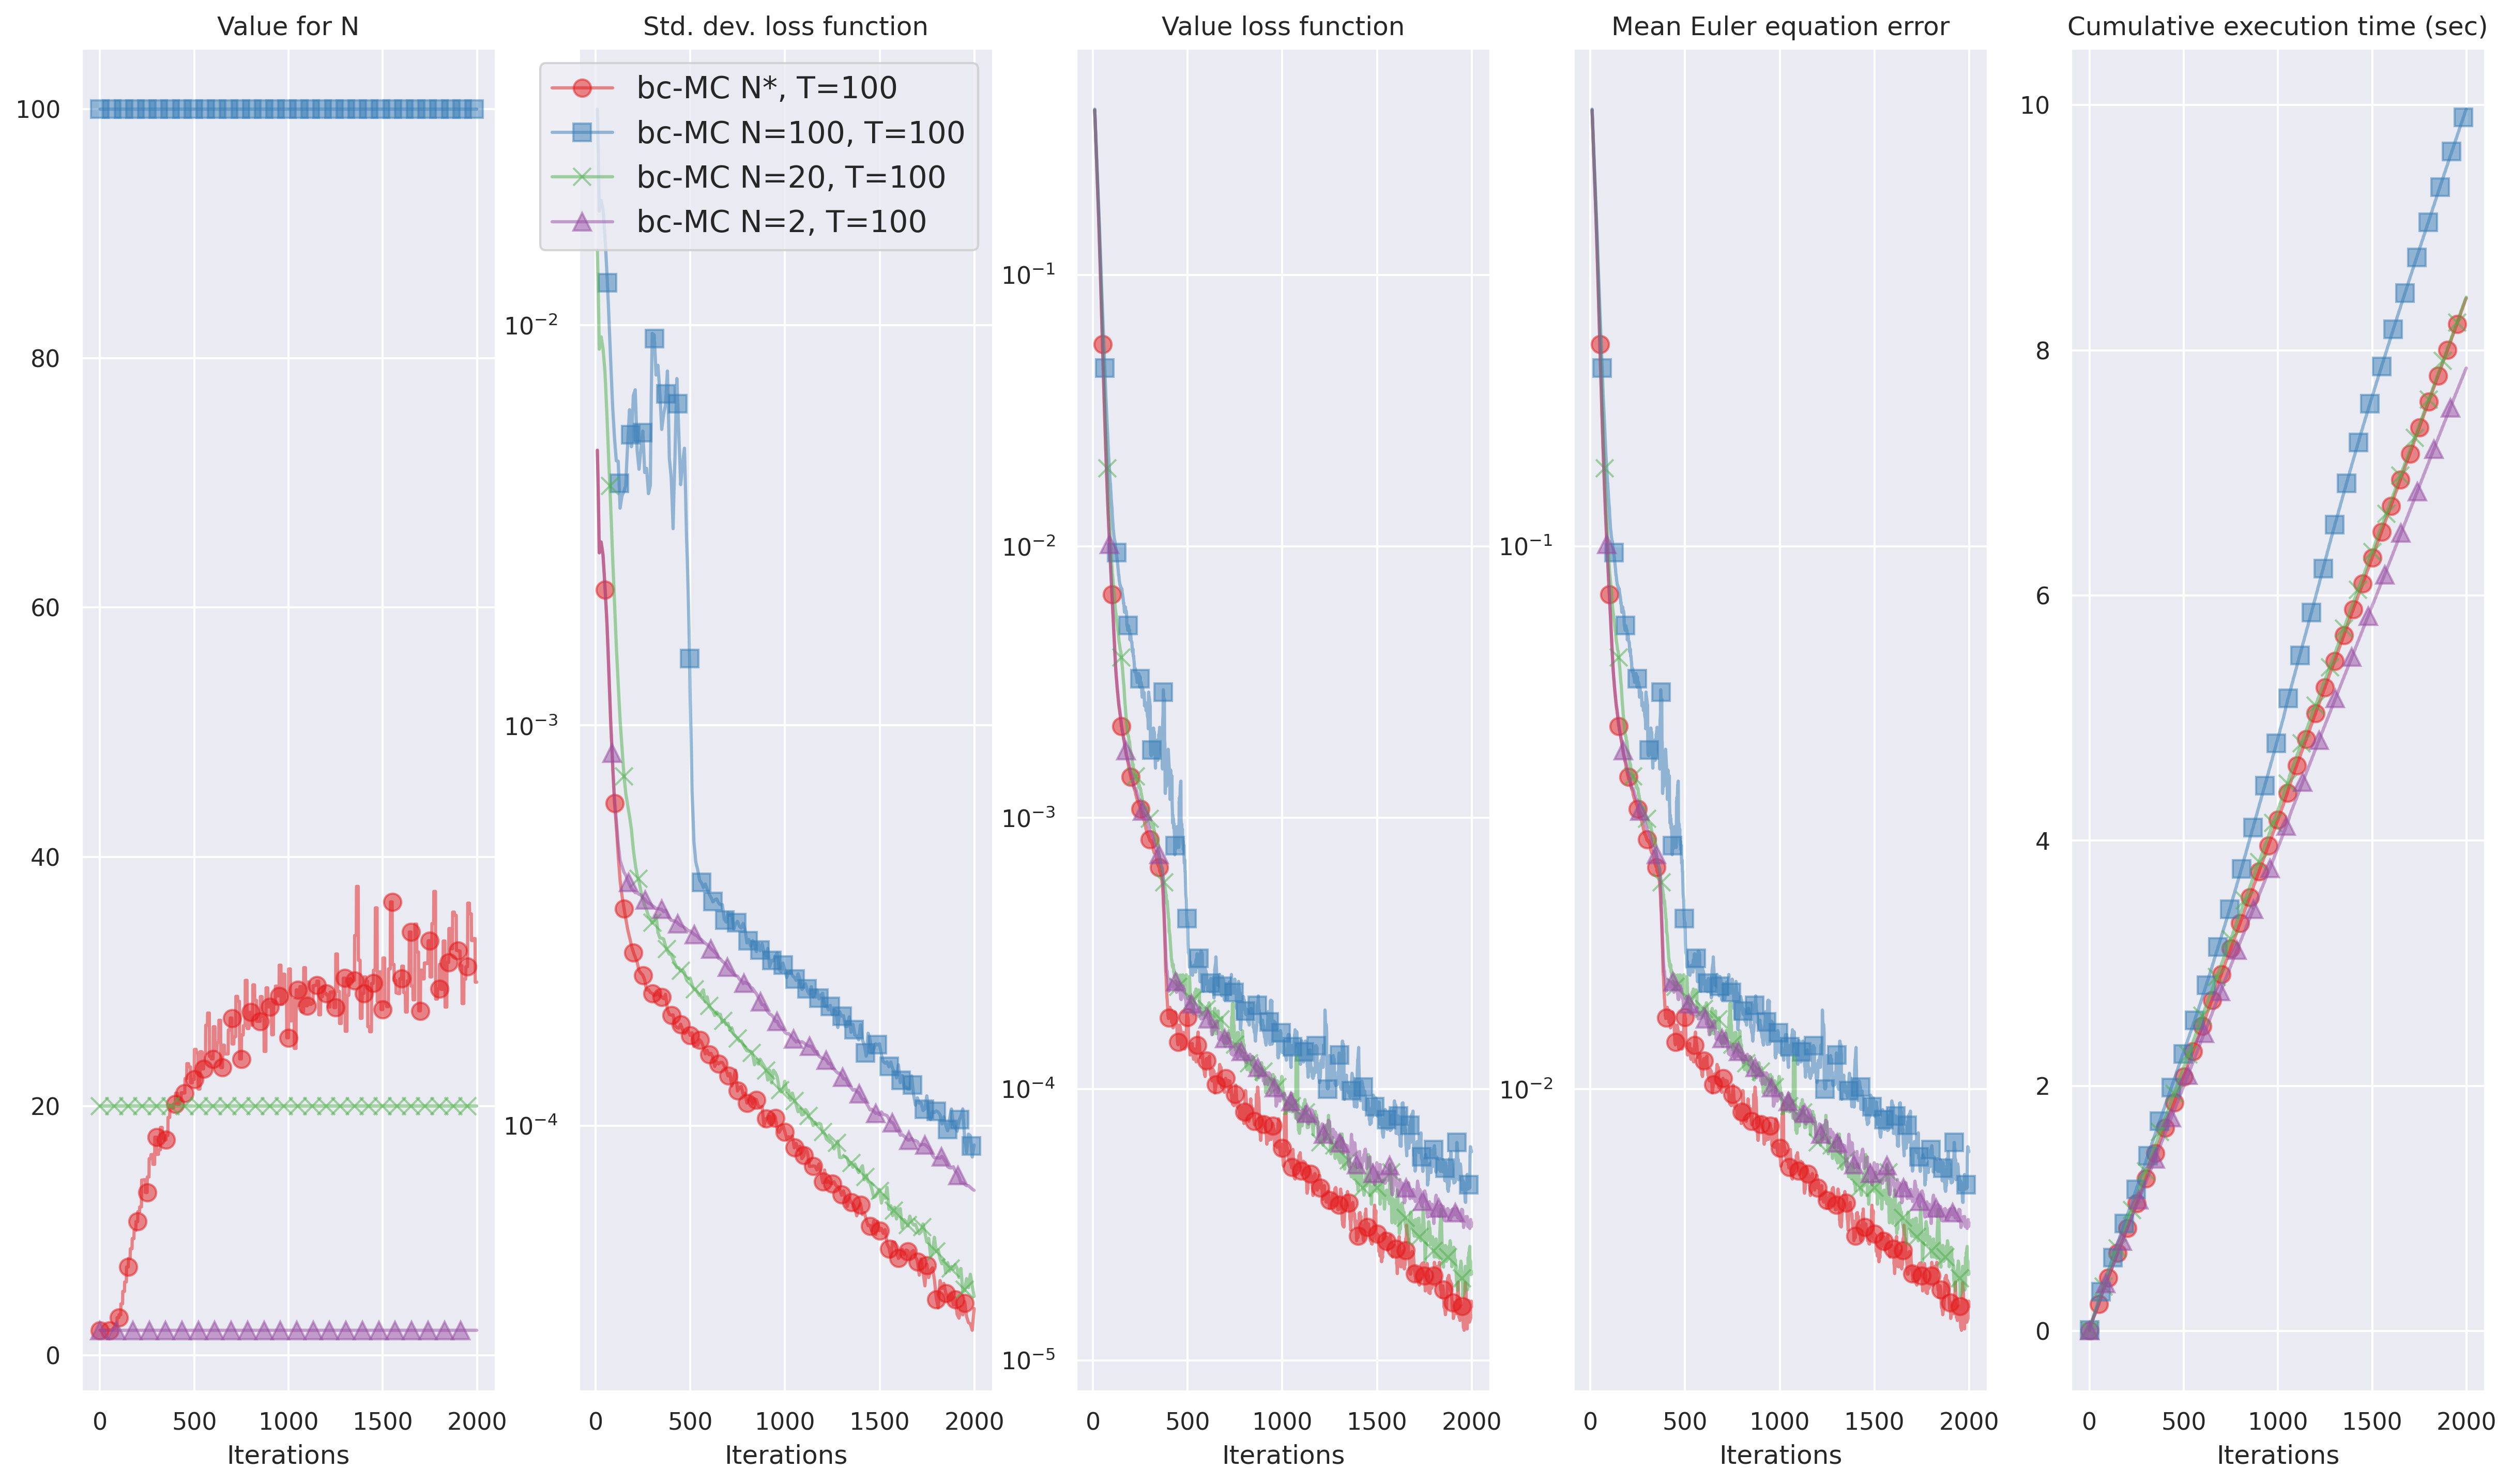 Value for N
Std. dev. loss function
Value loss function
Mean Euler equation error
Cumulative execution time (sec)
bc-MC N*, T=100
bc-MC N=100, T=100
bc-MC N=20, T=100
bc-MC N=2, T=100
100
80
60
40
20
0
0 500 1000 1500 2000
Iterations
10⁻²
10⁻³
10⁻⁴
0 500 1000 1500 2000
Iterations
10⁻¹
10⁻²
10⁻³
10⁻⁴
10⁻⁵
0 500 1000 1500 2000
Iterations
10⁻¹
10⁻²
0 500 1000 1500 2000
Iterations
10
8
6
4
2
0
0 500 1000 1500 2000
Iterations